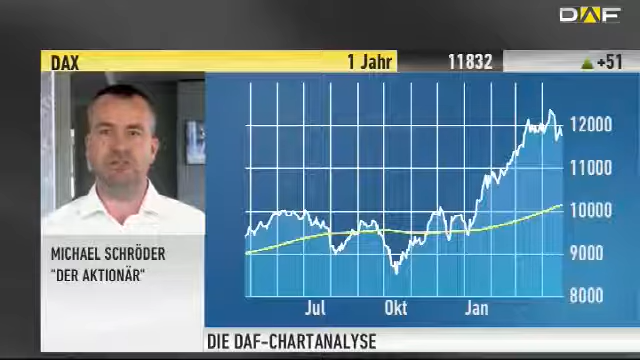 DAF
DAX 1 Jahr 11832 +51
12000
11000
10000
9000
8000
Jul Okt Jan
MICHAEL SCHRÖDER
"DER AKTIONÄR"
DIE DAF-CHARTANALYSE